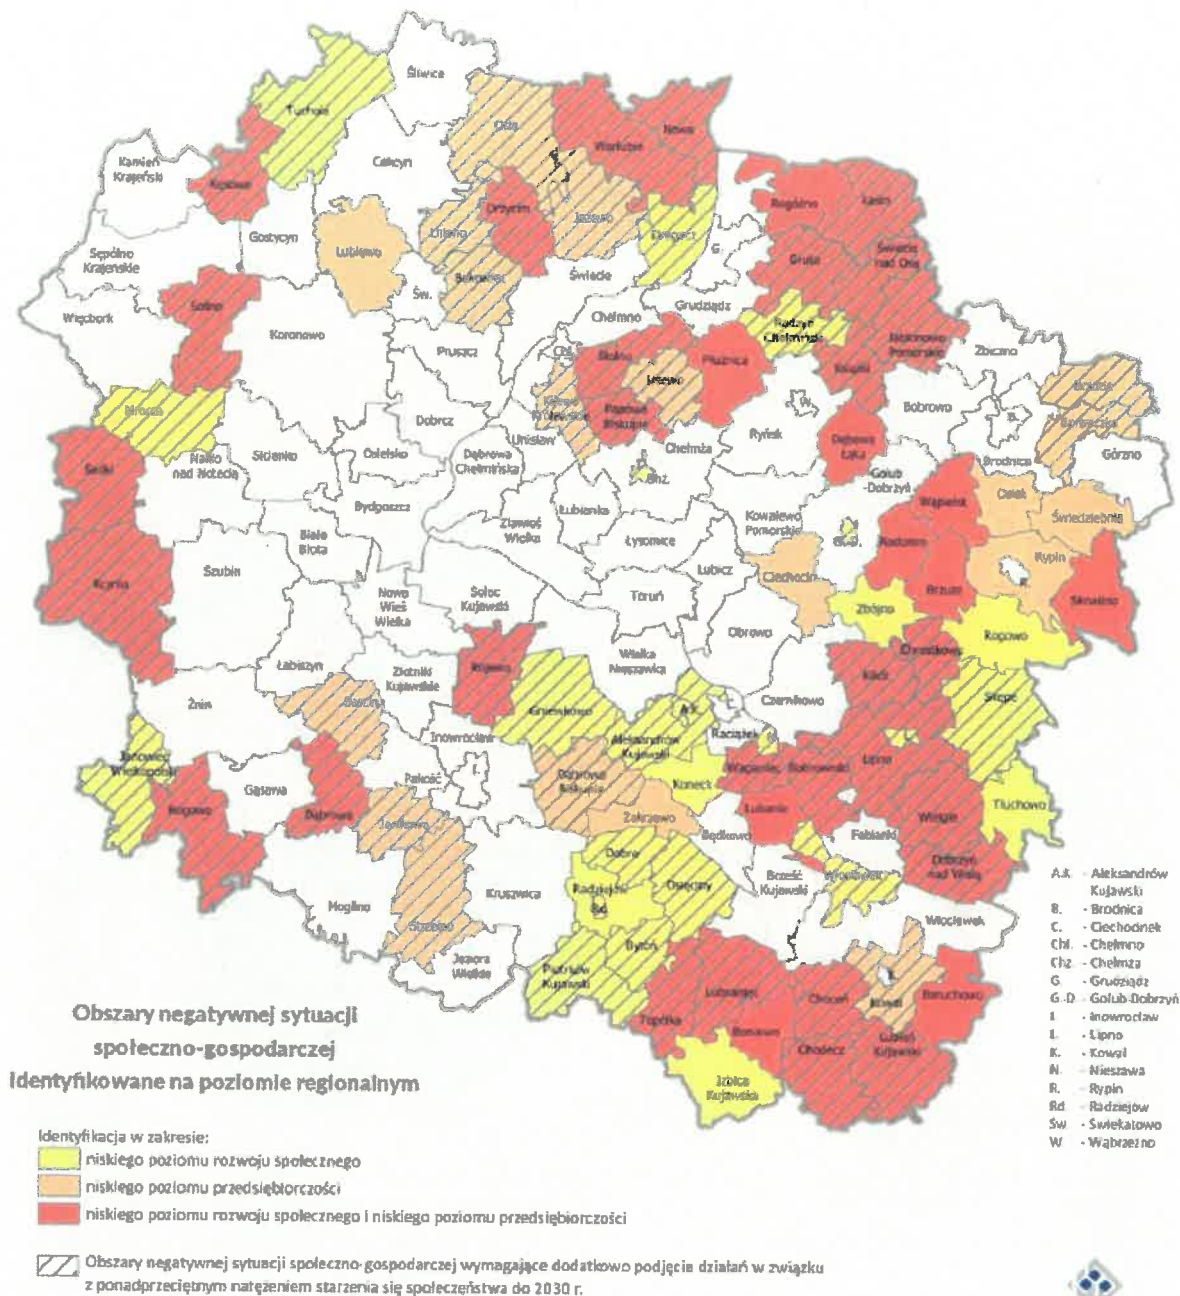 Śliwice
Tuchola
Cekcyn
Osie
Warlubie
Nowe
Kamień
Krajeński
Kęsowo
Gostycyn
Lubiewo
Drzycim
Jeżewo
Dragacz
G.
Rogóźno
Łasin
Sępólno
Krajeńskie
Bukowiec
Świecie
Gruta
Świecie
nad Osą
Więcbork
Sośno
Koronowo
Św.
Grudziądz
Chełmno
Radzyń
Chełmiński
Jabłonowo
Pomorskie
Zbiczno
Pruszcz
Chł.
Stolno
Płużnica
Książki
Bobrowo
Brodnica
Mrocza
Dobrcz
Unisław
Papowo
Biskupie
Lisewo
Ryńsk
W.
Dębowa
Łąka
B.
Górzno
Nakło
nad Notecią
Sicienko
Osielsko
Dąbrowa
Chełmińska
Chełmża
Chż.
Golub-
Dobrzyń
Sadki
Bydgoszcz
Zławieś
Wielka
Łubianka
Kowalewo
Pomorskie
Wąpielsk
Osiek
Świedziebnia
Białe
Błota
Łysomice
G.-D.
Radomin
Rypin
R.
Kcynia
Szubin
Nowa
Wieś
Wielka
Solec
Kujawski
Toruń
Lubicz
Ciechocin
Brzuze
Skrwilno
Zbójno
Rogowo
Obrowo
Wielka
Nieszawka
Łabiszyn
Złotniki
Kujawskie
Rojewo
Chrostkowo
Kikół
Skępe
Żnin
Barcin
Gniewkowo
A.K.
Czernikowo
Raciążek
Aleksandrów
Kujawski
Inowrocław
I.
Janowiec
Wielkopolski
Rogowo
Gąsawa
Dąbrowa
Pakość
Dąbrowa
Biskupia
Koneck
Waganiec
Bobrowniki
Lipno
Tłuchowo
Zakrzewo
Lubanie
Wielgie
Bądkowo
Fabianki
Janikowo
Dobre
Brześć
Kujawski
Włocławek
Dobrzyń
nad Wisłą
Mogilno
Kruszwica
Radziejów
Rd.
Osięciny
Strzelno
Jeziora
Wielkie
Bytoń
Piotrków
Kujawski
Włocławek
Kowal
Lubraniec
Choceń
Baruchowo
Topólka
Boniewo
Chodecz
Lubień
Kujawski
Izbica
Kujawska
A.K. - Aleksandrów
Kujawski
B. - Brodnica
C. - Ciechocinek
Chł. - Chełmno
Chż. - Chełmża
G. - Grudziądz
G.-D. - Golub-Dobrzyń
I. - Inowrocław
L. - Lipno
K. - Kowal
N. - Nieszawa
R. - Rypin
Rd. - Radziejów
Św. - Świekatowo
W. - Wąbrzeźno
Obszary negatywnej sytuacji
społeczno-gospodarczej
identyfikowane na poziomie regionalnym
Identyfikacja w zakresie:
niskiego poziomu rozwoju społecznego
niskiego poziomu przedsiębiorczości
niskiego poziomu rozwoju społecznego i niskiego poziomu przedsiębiorczości
Obszary negatywnej sytuacji społeczno-gospodarczej wymagające dodatkowo podjęcia działań w związku
z ponadprzeciętnym natężeniem starzenia się społeczeństwa do 2030 r.